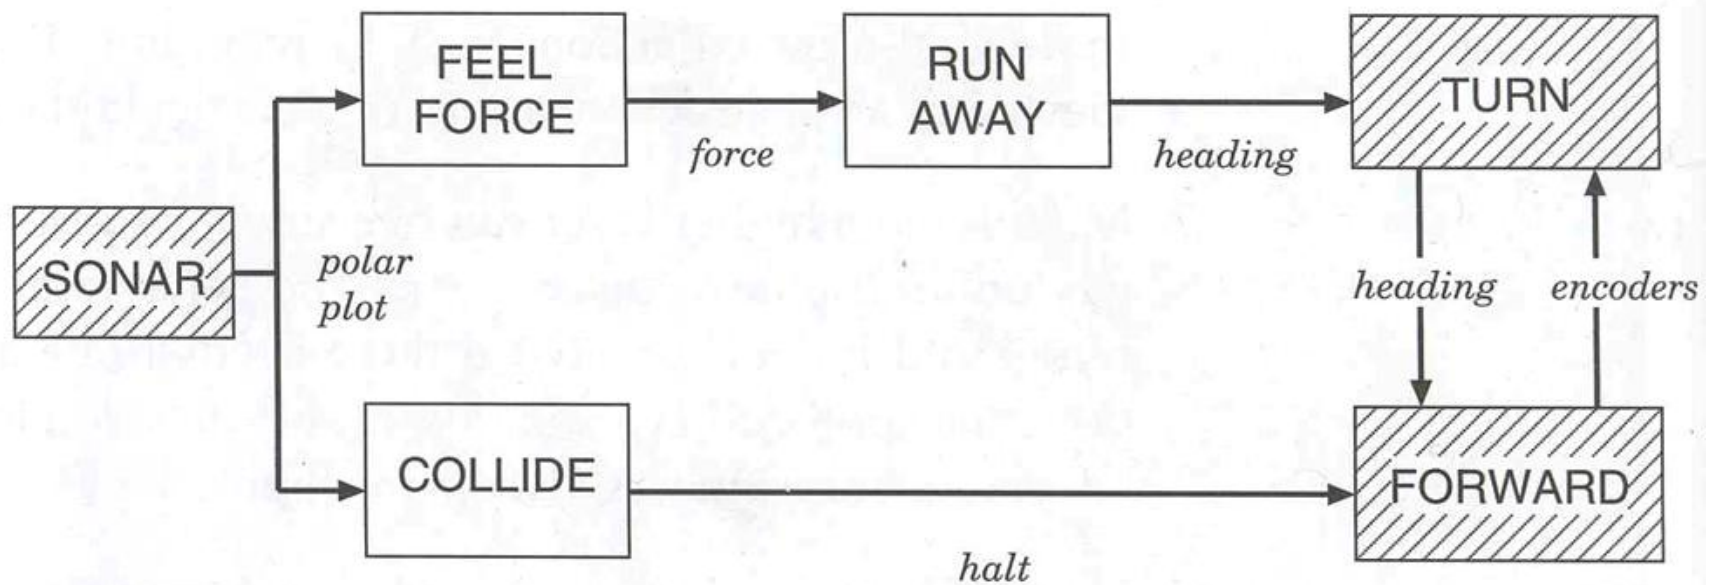 FEEL
FORCE
RUN
AWAY
TURN
force
heading
SONAR
polar
plot
heading
encoders
COLLIDE
FORWARD
halt